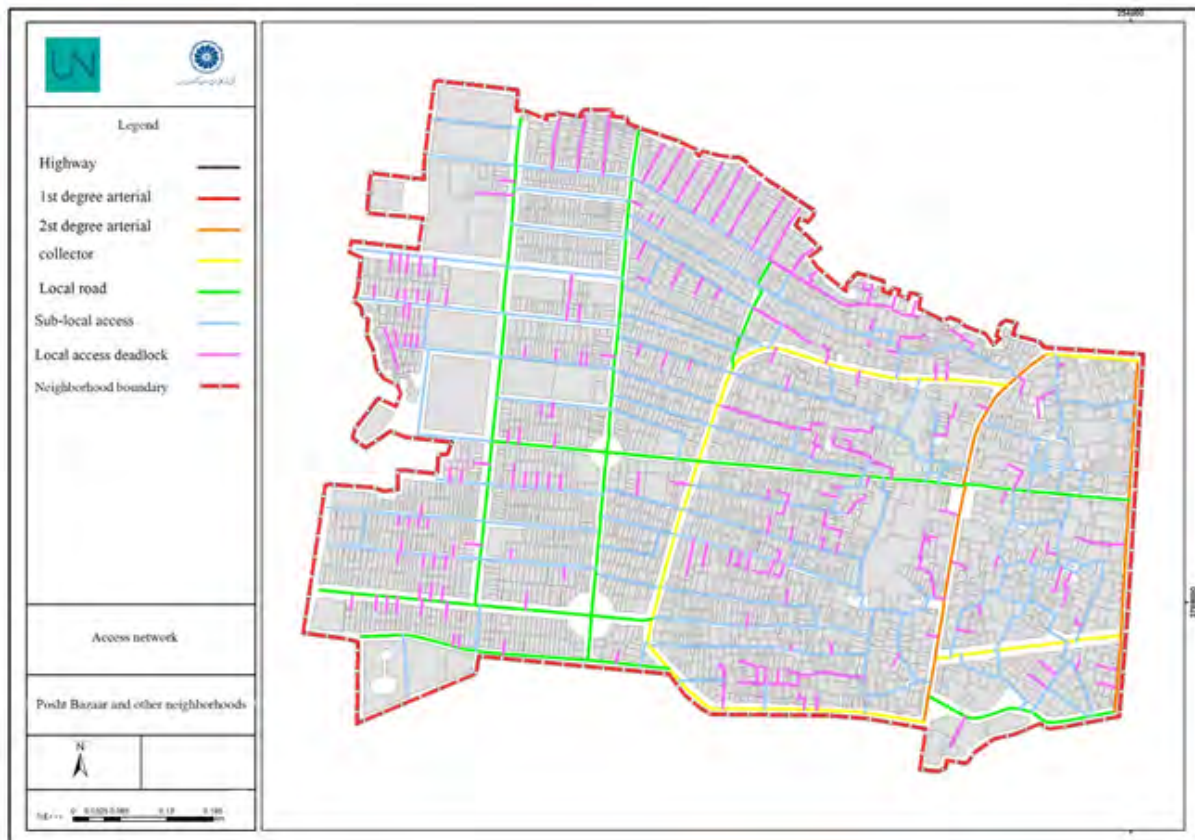 UN
Legend
Highway
1st degree arterial
2st degree arterial
collector
Local road
Sub-local access
Local access deadlock
Neighborhood boundary
Access network
Posht Bazaar and other neighborhoods
N